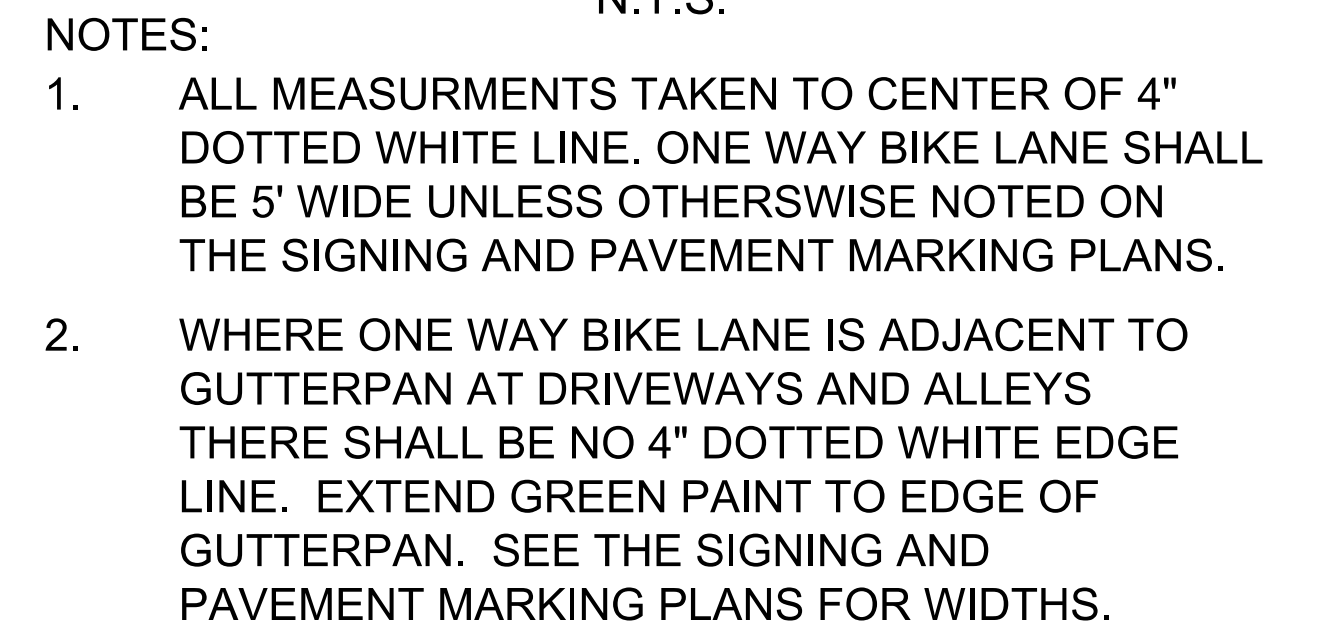 N.T.S.
NOTES:
1. ALL MEASURMENTS TAKEN TO CENTER OF 4"
DOTTED WHITE LINE. ONE WAY BIKE LANE SHALL
BE 5' WIDE UNLESS OTHERSWISE NOTED ON
THE SIGNING AND PAVEMENT MARKING PLANS.
2. WHERE ONE WAY BIKE LANE IS ADJACENT TO
GUTTERPAN AT DRIVEWAYS AND ALLEYS
THERE SHALL BE NO 4" DOTTED WHITE EDGE
LINE.  EXTEND GREEN PAINT TO EDGE OF
GUTTERPAN.  SEE THE SIGNING AND
PAVEMENT MARKING PLANS FOR WIDTHS.